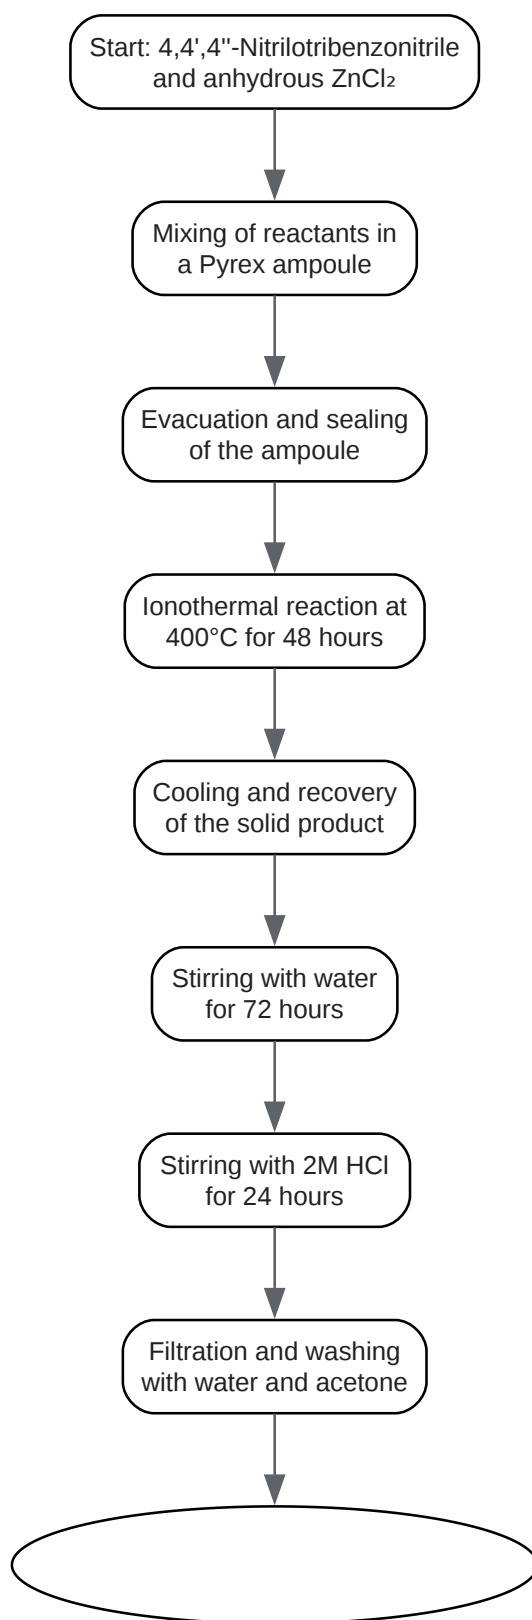 Start: 4,4',4"-Nitrilotribenzonitrile
and anhydrous ZnCl₂
Mixing of reactants in
a Pyrex ampoule
Evacuation and sealing
of the ampoule
Ionothermal reaction at
400°C for 48 hours
Cooling and recovery
of the solid product
Stirring with water
for 72 hours
Stirring with 2M HCl
for 24 hours
Filtration and washing
with water and acetone